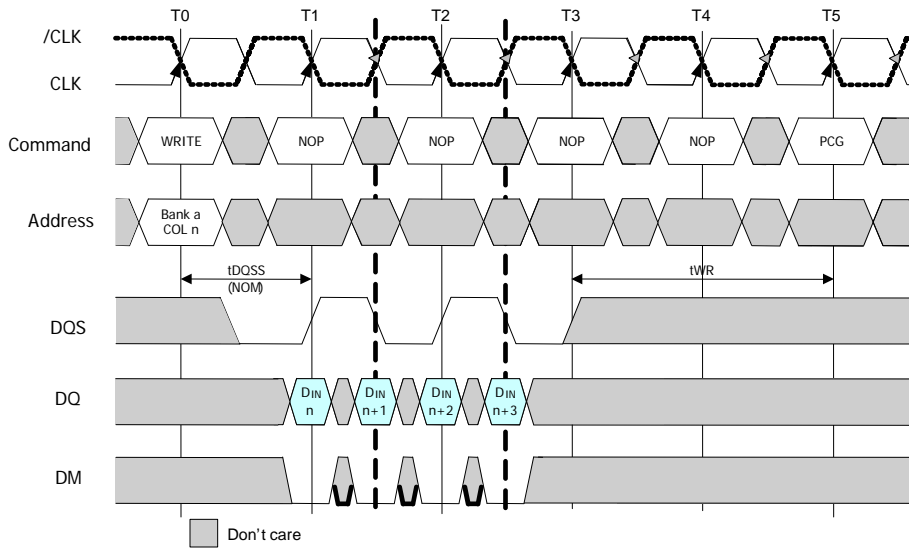 T0 T1 T2 T3 T4 T5
/CLK
CLK
Command WRITE NOP NOP NOP NOP PCG
Address Bank a
COL n
tDQSS
(NOM)
tWR
DQS
DQ DIN
n
DIN
n+1
DIN
n+2
DIN
n+3
DM
Don't care